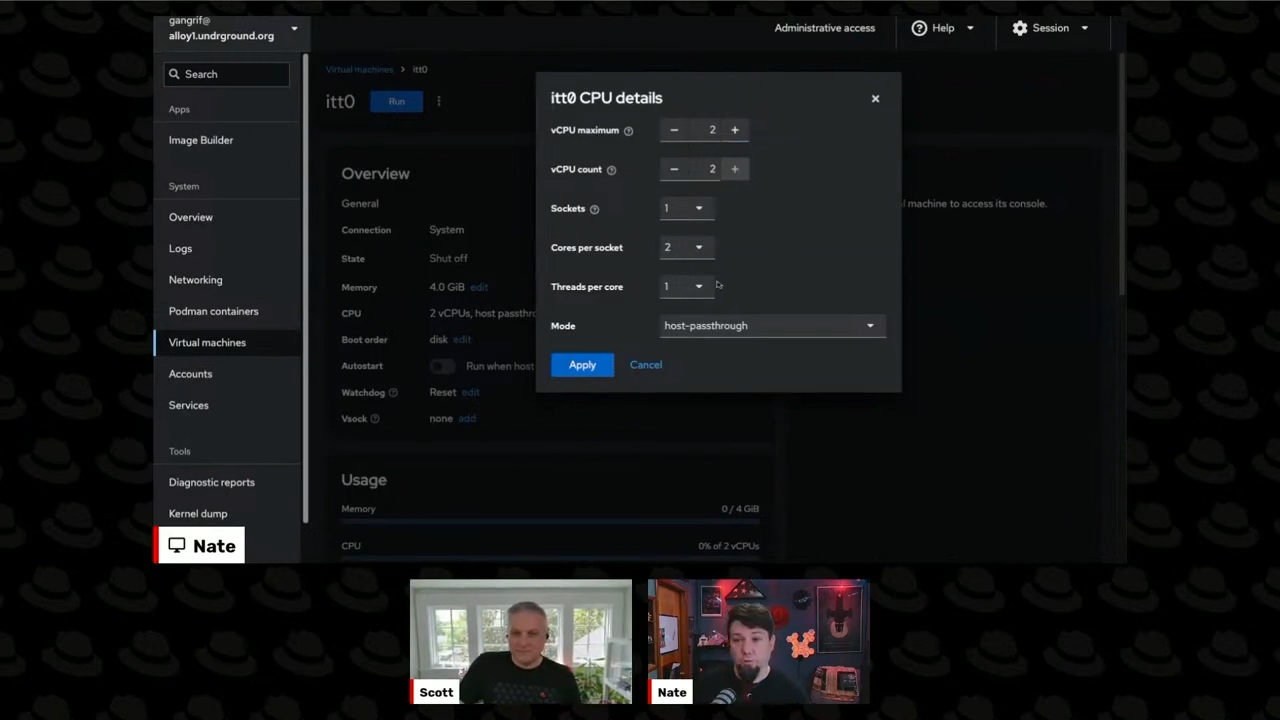 gangrif@
alloy1.undrground.org
Administrative access
Help
Session
Search
Apps
Image Builder
System
Overview
Logs
Networking
Podman containers
Virtual machines
Accounts
Services
Tools
Diagnostic reports
Kernel dump
Virtual machines > itt0
itt0
Run
Overview
General
Connection System
State Shut off
Memory 4.0 GiB edit
CPU 2 vCPUs, host passthro
Boot order disk edit
Autostart Run when host
Watchdog Reset edit
Vsock none add
Usage
Memory 0 / 4 GiB
CPU 0% of 2 vCPUs
l machine to access its console.
itt0 CPU details
vCPU maximum 2
vCPU count 2
Sockets 1
Cores per socket 2
Threads per core 1
Mode host-passthrough
Apply Cancel
Nate
Scott
Nate